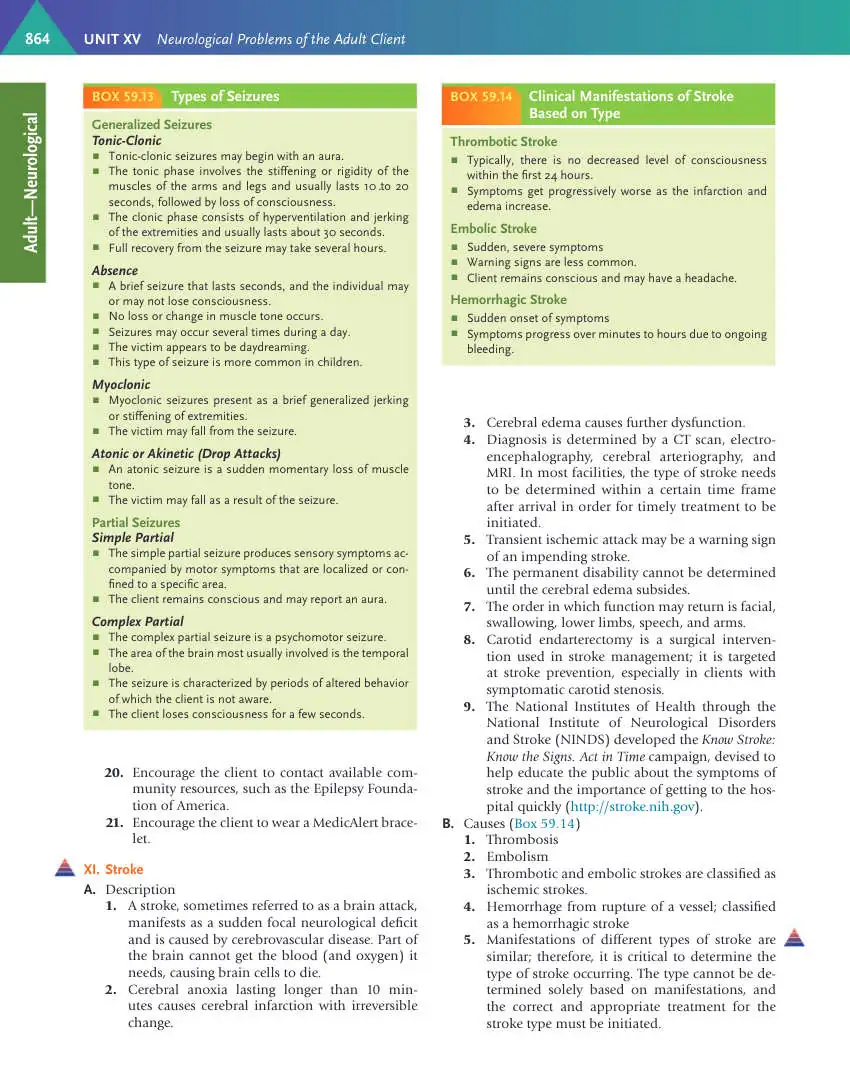 864
UNIT XV Neurological Problems of the Adult Client
Adult—Neurological
BOX 59.13 Types of Seizures
Generalized Seizures
Tonic-Clonic
■ Tonic-clonic seizures may begin with an aura.
■ The tonic phase involves the stiffening or rigidity of the
muscles of the arms and legs and usually lasts 10 to 20
seconds, followed by loss of consciousness.
■ The clonic phase consists of hyperventilation and jerking
of the extremities and usually lasts about 30 seconds.
■ Full recovery from the seizure may take several hours.
Absence
■ A brief seizure that lasts seconds, and the individual may
or may not lose consciousness.
■ No loss or change in muscle tone occurs.
■ Seizures may occur several times during a day.
■ The victim appears to be daydreaming.
■ This type of seizure is more common in children.
Myoclonic
■ Myoclonic seizures present as a brief generalized jerking
or stiffening of extremities.
■ The victim may fall from the seizure.
Atonic or Akinetic (Drop Attacks)
■ An atonic seizure is a sudden momentary loss of muscle
tone.
■ The victim may fall as a result of the seizure.
Partial Seizures
Simple Partial
■ The simple partial seizure produces sensory symptoms ac-
companied by motor symptoms that are localized or con-
fined to a specific area.
■ The client remains conscious and may report an aura.
Complex Partial
■ The complex partial seizure is a psychomotor seizure.
■ The area of the brain most usually involved is the temporal
lobe.
■ The seizure is characterized by periods of altered behavior
of which the client is not aware.
■ The client loses consciousness for a few seconds.
20. Encourage the client to contact available com-
munity resources, such as the Epilepsy Founda-
tion of America.
21. Encourage the client to wear a MedicAlert brace-
let.
XI. Stroke
A. Description
1. A stroke, sometimes referred to as a brain attack,
manifests as a sudden focal neurological deficit
and is caused by cerebrovascular disease. Part of
the brain cannot get the blood (and oxygen) it
needs, causing brain cells to die.
2. Cerebral anoxia lasting longer than 10 min-
utes causes cerebral infarction with irreversible
change.
BOX 59.14 Clinical Manifestations of Stroke
Based on Type
Thrombotic Stroke
■ Typically, there is no decreased level of consciousness
within the first 24 hours.
■ Symptoms get progressively worse as the infarction and
edema increase.
Embolic Stroke
■ Sudden, severe symptoms
■ Warning signs are less common.
■ Client remains conscious and may have a headache.
Hemorrhagic Stroke
■ Sudden onset of symptoms
■ Symptoms progress over minutes to hours due to ongoing
bleeding.
3. Cerebral edema causes further dysfunction.
4. Diagnosis is determined by a CT scan, electro-
encephalography, cerebral arteriography, and
MRI. In most facilities, the type of stroke needs
to be determined within a certain time frame
after arrival in order for timely treatment to be
initiated.
5. Transient ischemic attack may be a warning sign
of an impending stroke.
6. The permanent disability cannot be determined
until the cerebral edema subsides.
7. The order in which function may return is facial,
swallowing, lower limbs, speech, and arms.
8. Carotid endarterectomy is a surgical interven-
tion used in stroke management; it is targeted
at stroke prevention, especially in clients with
symptomatic carotid stenosis.
9. The National Institutes of Health through the
National Institute of Neurological Disorders
and Stroke (NINDS) developed the Know Stroke:
Know the Signs. Act in Time campaign, devised to
help educate the public about the symptoms of
stroke and the importance of getting to the hos-
pital quickly (http://stroke.nih.gov).
B. Causes (Box 59.14)
1. Thrombosis
2. Embolism
3. Thrombotic and embolic strokes are classified as
ischemic strokes.
4. Hemorrhage from rupture of a vessel; classified
as a hemorrhagic stroke
5. Manifestations of different types of stroke are
similar; therefore, it is critical to determine the
type of stroke occurring. The type cannot be de-
termined solely based on manifestations, and
the correct and appropriate treatment for the
stroke type must be initiated.